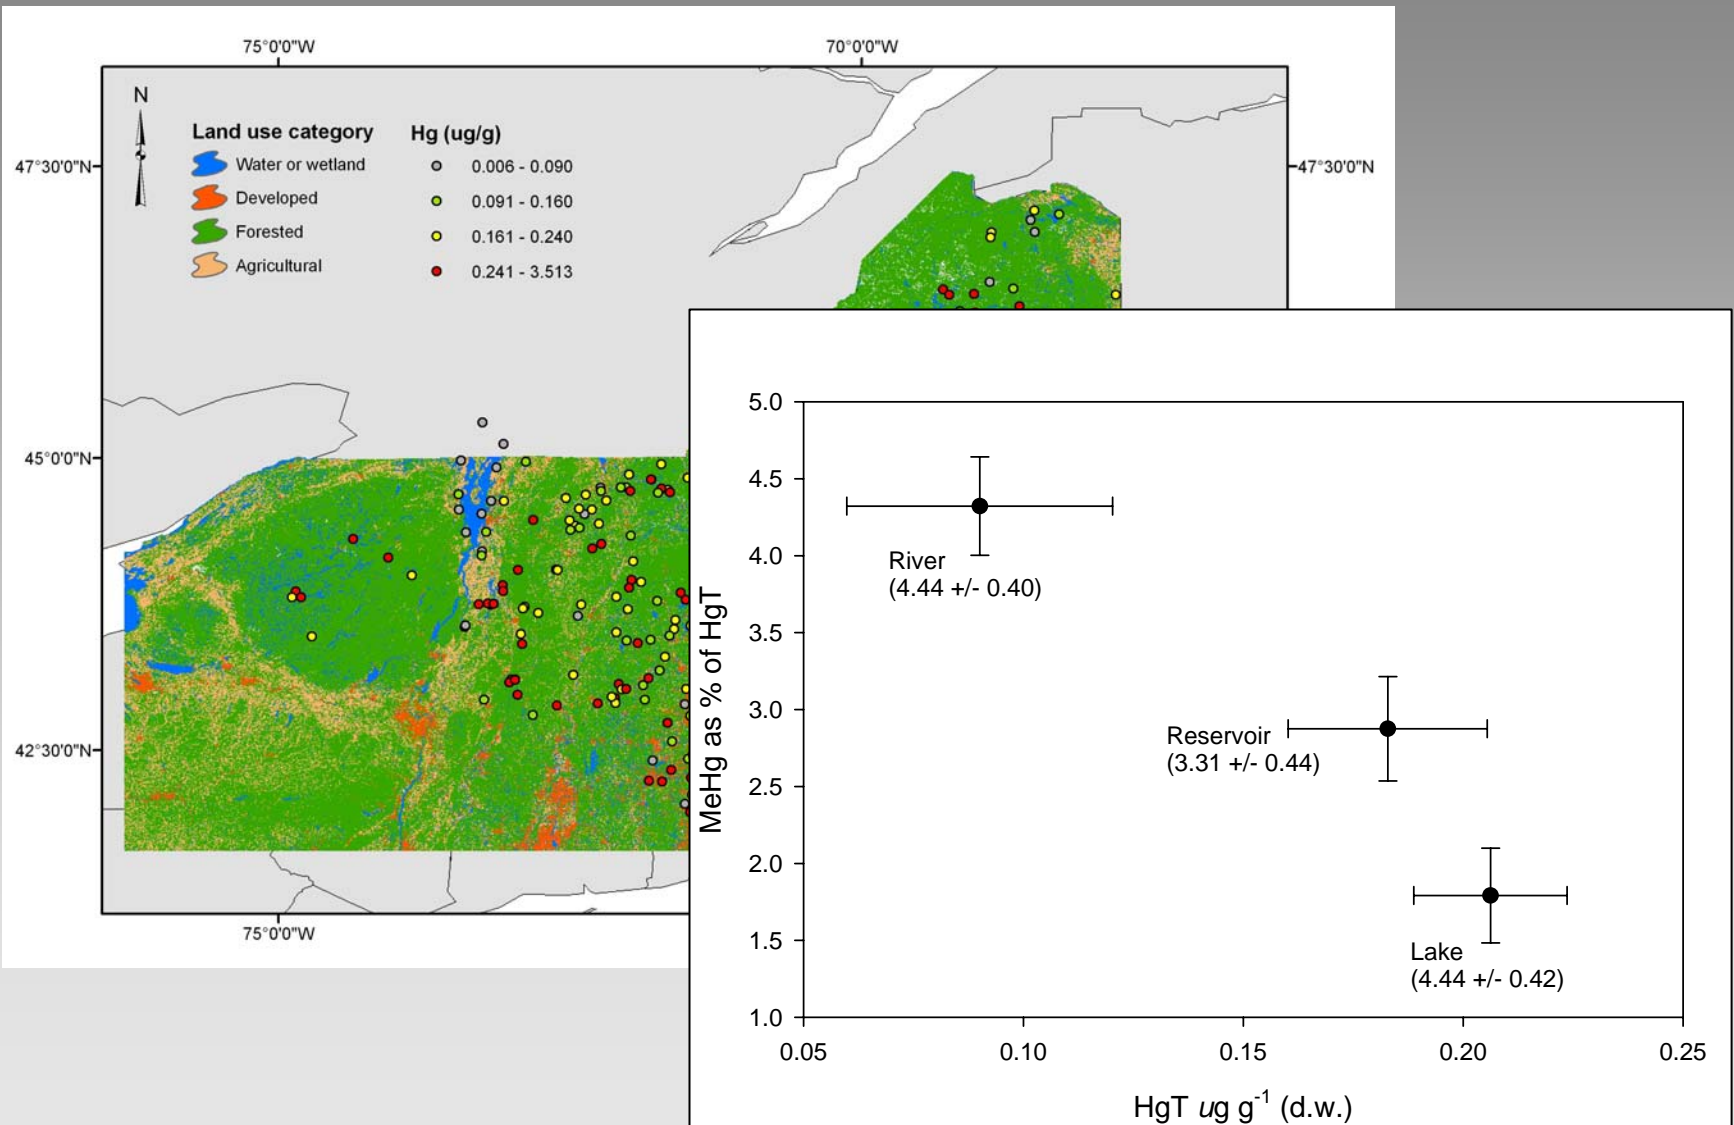 75°0'0"W
70°0'0"W
N
Land use category
Hg (ug/g)
Water or wetland
0.006 - 0.090
47°30'0"N
47°30'0"N
Developed
0.091 - 0.160
Forested
0.161 - 0.240
Agricultural
0.241 - 3.513
45°0'0"N
42°30'0"N
75°0'0"W
MeHg as % of HgT
5.0
4.5
4.0
3.5
3.0
2.5
2.0
1.5
1.0
River
(4.44 +/- 0.40)
Reservoir
(3.31 +/- 0.44)
Lake
(4.44 +/- 0.42)
0.05
0.10
0.15
0.20
0.25
HgT ug g-1 (d.w.)